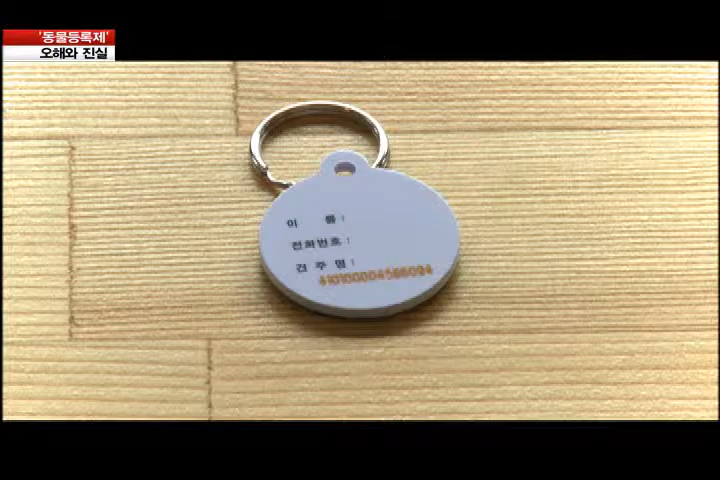 '동물등록제'
오해와 진실
이 름 :
전화번호 :
견 주 명 :
410100004586094